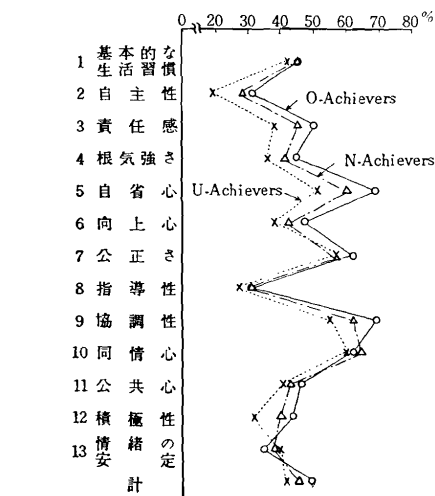 0 20 30 40 50 60 70 80 %
1 基本的な生活習慣
2 自主性
O-Achievers
3 責任感
N-Achievers
4 根気強さ
5 自省心
U-Achievers
6 向上心
7 公正さ
8 指導性
9 協調性
10 同情心
11 公共心
12 積極性
13 情緒の安定
計